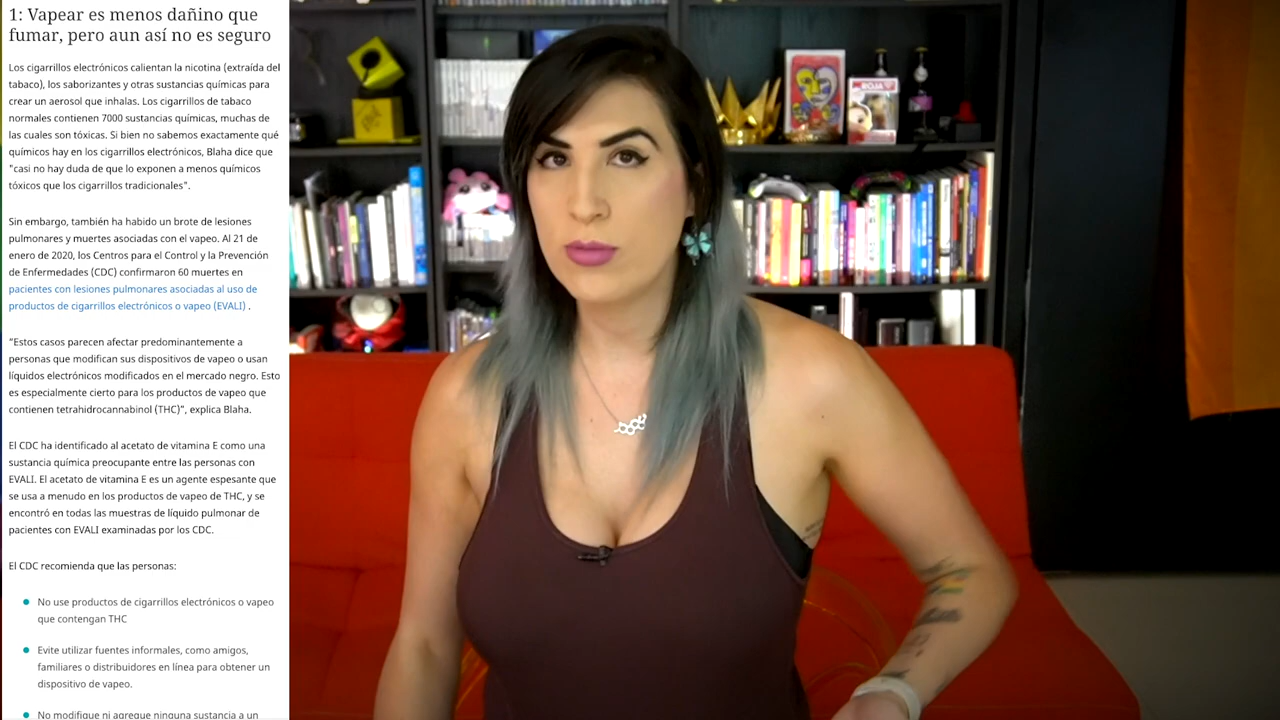 1: Vapear es menos dañino que
fumar, pero aun así no es seguro
Los cigarrillos electrónicos calientan la nicotina (extraída del
tabaco), los saborizantes y otras sustancias químicas para
crear un aerosol que inhalas. Los cigarrillos de tabaco
normales contienen 7000 sustancias químicas, muchas de
las cuales son tóxicas. Si bien no sabemos exactamente qué
químicos hay en los cigarrillos electrónicos, Blaha dice que
"casi no hay duda de que lo exponen a menos químicos
tóxicos que los cigarrillos tradicionales".
Sin embargo, también ha habido un brote de lesiones
pulmonares y muertes asociadas con el vapeo. Al 21 de
enero de 2020, los Centros para el Control y la Prevención
de Enfermedades (CDC) confirmaron 60 muertes en
pacientes con lesiones pulmonares asociadas al uso de
productos de cigarrillos electrónicos o vapeo (EVALI) .
“Estos casos parecen afectar predominantemente a
personas que modifican sus dispositivos de vapeo o usan
líquidos electrónicos modificados en el mercado negro. Esto
es especialmente cierto para los productos de vapeo que
contienen tetrahidrocannabinol (THC)”, explica Blaha.
El CDC ha identificado al acetato de vitamina E como una
sustancia química preocupante entre las personas con
EVALI. El acetato de vitamina E es un agente espesante que
se usa a menudo en los productos de vapeo de THC, y se
encontró en todas las muestras de líquido pulmonar de
pacientes con EVALI examinadas por los CDC.
El CDC recomienda que las personas:
No use productos de cigarrillos electrónicos o vapeo
que contengan THC
Evite utilizar fuentes informales, como amigos,
familiares o distribuidores en línea para obtener un
dispositivo de vapeo.
No modifique ni agregue ninguna sustancia a un